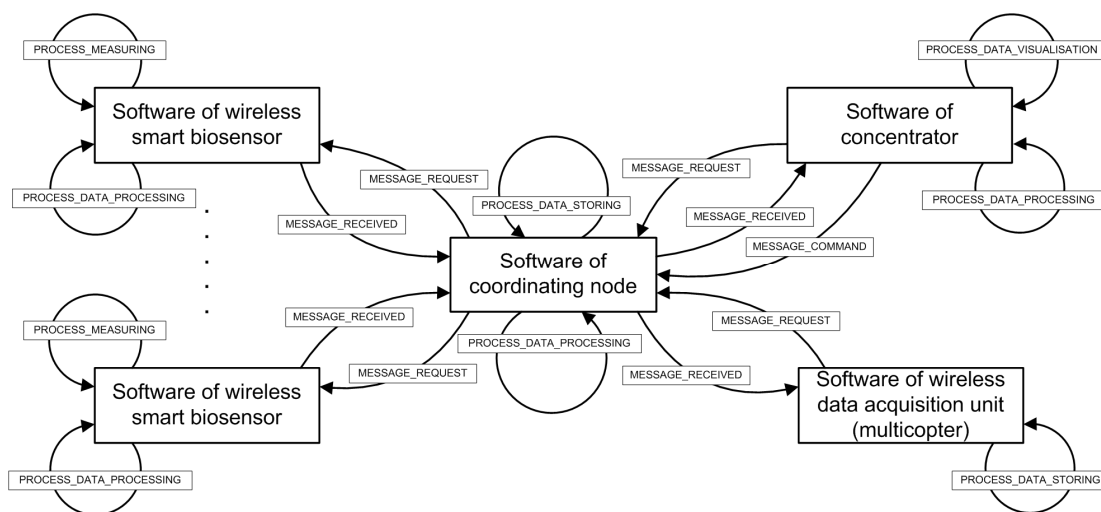 PROCESS_MEASURING
Software of wireless
smart biosensor
PROCESS_DATA_PROCESSING
MESSAGE_REQUEST
MESSAGE_RECEIVED
PROCESS_DATA_VISUALISATION
Software of
concentrator
PROCESS_DATA_PROCESSING
MESSAGE_REQUEST
MESSAGE_RECEIVED
MESSAGE_COMMAND
PROCESS_DATA_STORING
Software of
coordinating node
PROCESS_DATA_PROCESSING
PROCESS_MEASURING
Software of wireless
smart biosensor
PROCESS_DATA_PROCESSING
MESSAGE_RECEIVED
MESSAGE_REQUEST
MESSAGE_REQUEST
MESSAGE_RECEIVED
Software of wireless
data acquisition unit
(multicopter)
PROCESS_DATA_STORING